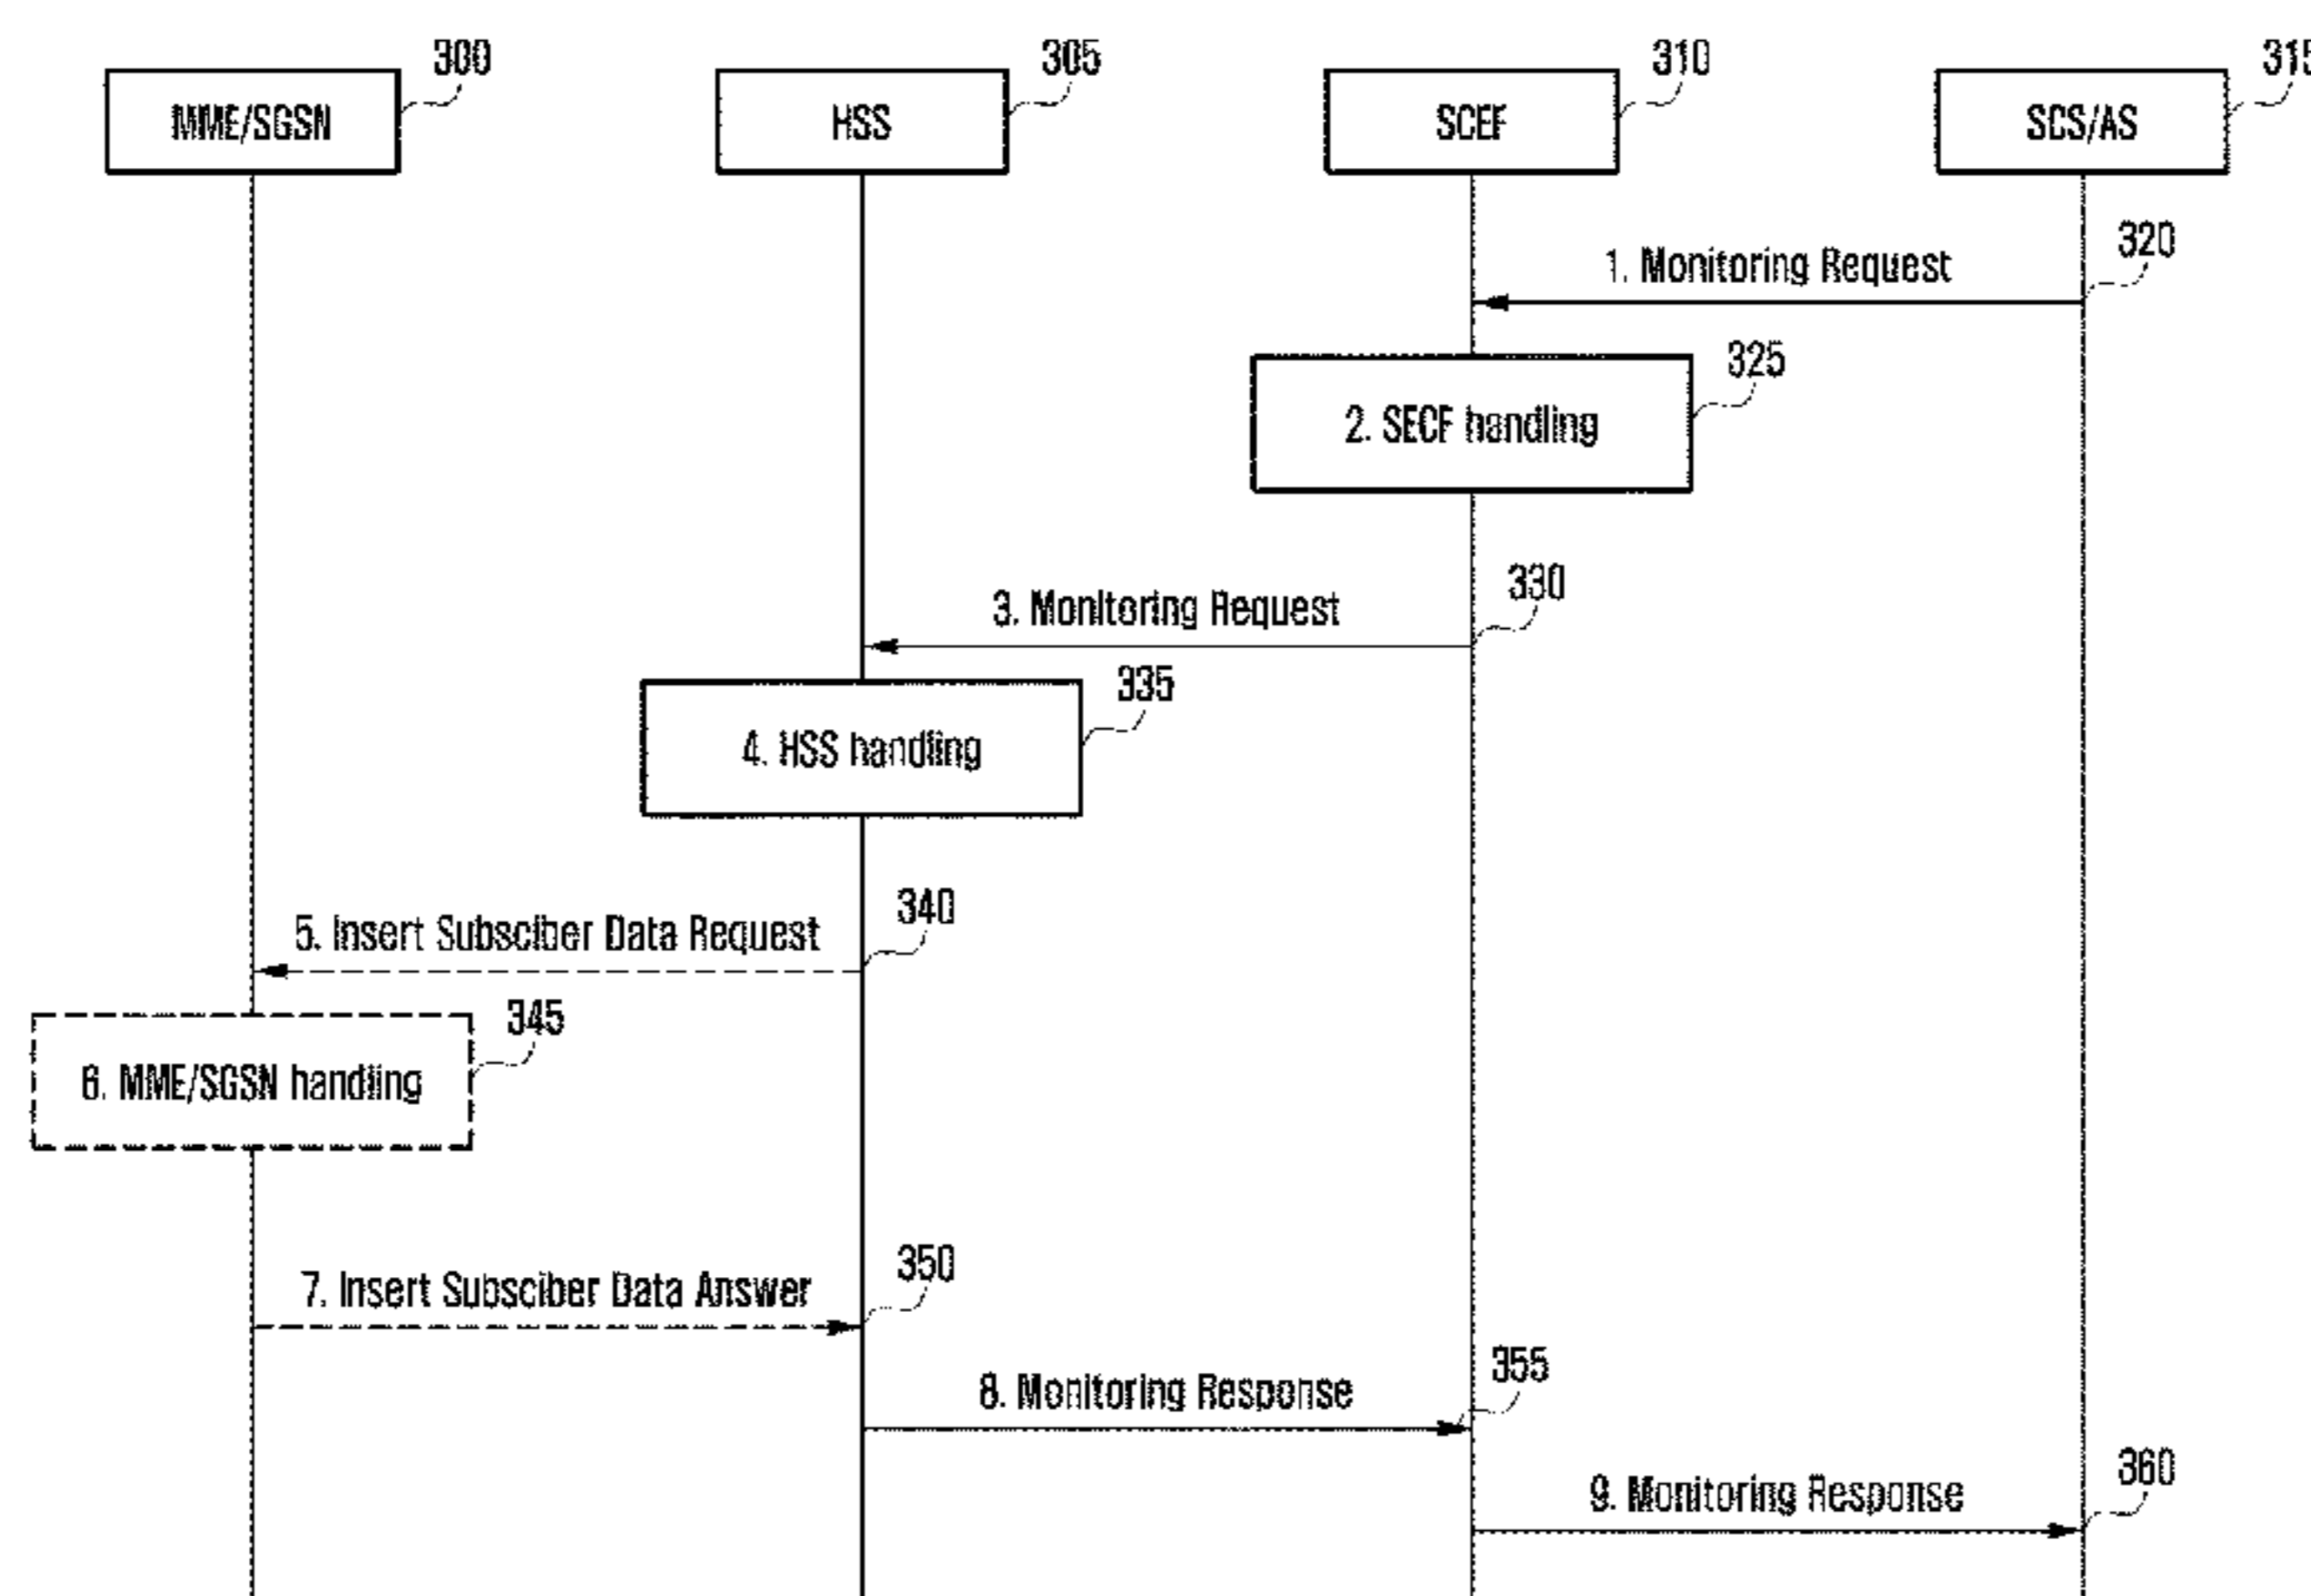 300
305
310
315
MME/SGSN
HSS
SCEF
SCS/AS
320
1. Monitoring Request
325
2. SECF handling
330
3. Monitoring Request
335
4. HSS handling
340
5. Insert Subsciber Data Request
345
6. MME/SGSN handling
350
7. Insert Subsciber Data Answer
355
8. Monitoring Response
360
9. Monitoring Response